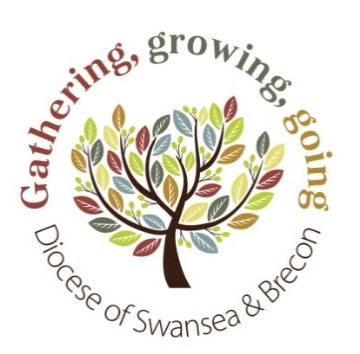 Gathering, growing, going
Diocese of Swansea & Brecon